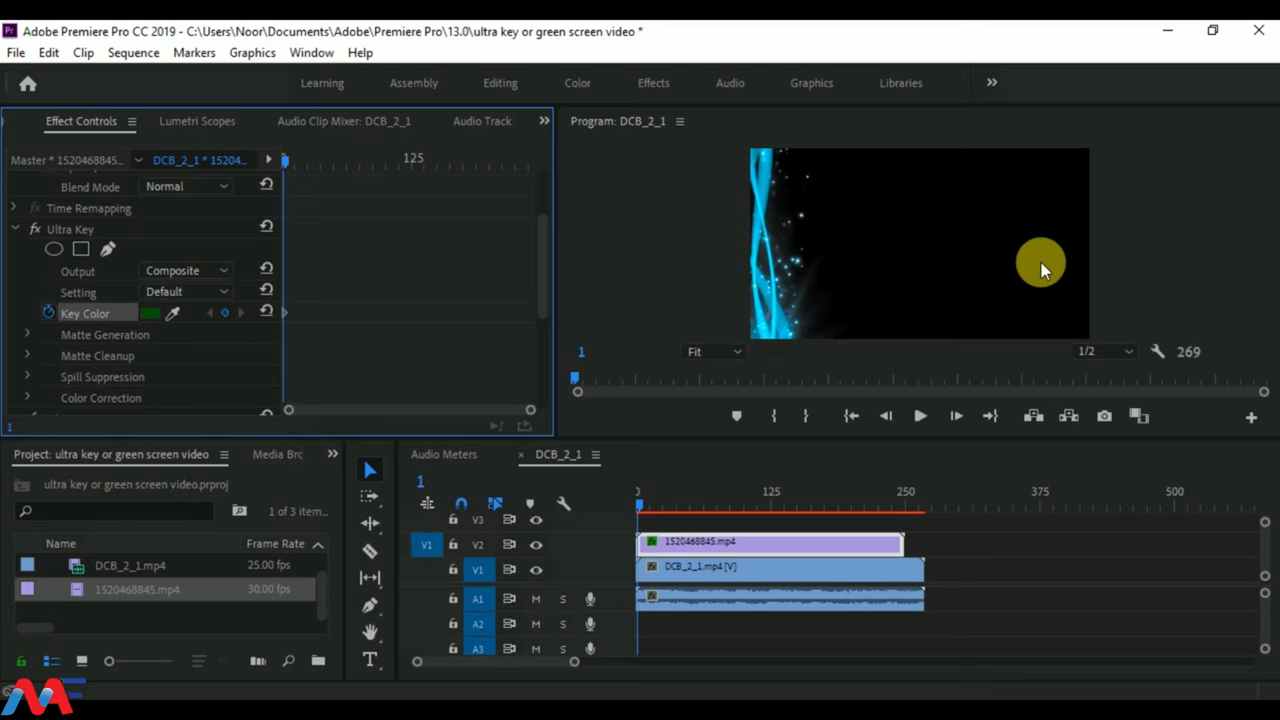 Pr Adobe Premiere Pro CC 2019 - C:\Users\Noor\Documents\Adobe\Premiere Pro\13.0\ultra key or green screen video *
File Edit Clip Sequence Markers Graphics Window Help
Learning Assembly Editing Color Effects Audio Graphics Libraries
Effect Controls Lumetri Scopes Audio Clip Mixer: DCB_2_1 Audio Track
Master * 1520468845... DCB_2_1 * 15204... 125
Blend Mode Normal
fx Time Remapping
fx Ultra Key
Output Composite
Setting Default
Key Color
Matte Generation
Matte Cleanup
Spill Suppression
Color Correction
1
Program: DCB_2_1
1 Fit 1/2 269
Project: ultra key or green screen video Media Brc
ultra key or green screen video.prproj
1 of 3 item...
Name Frame Rate
DCB_2_1.mp4 25.00 fps
1520468845.mp4 30.00 fps
Audio Meters × DCB_2_1
1
0 125 250 375 500
V3
V1 V2 fx 1520468845.mp4
V1 fx DCB_2_1.mp4 [V]
A1 M S
A2 M S
A3 M S